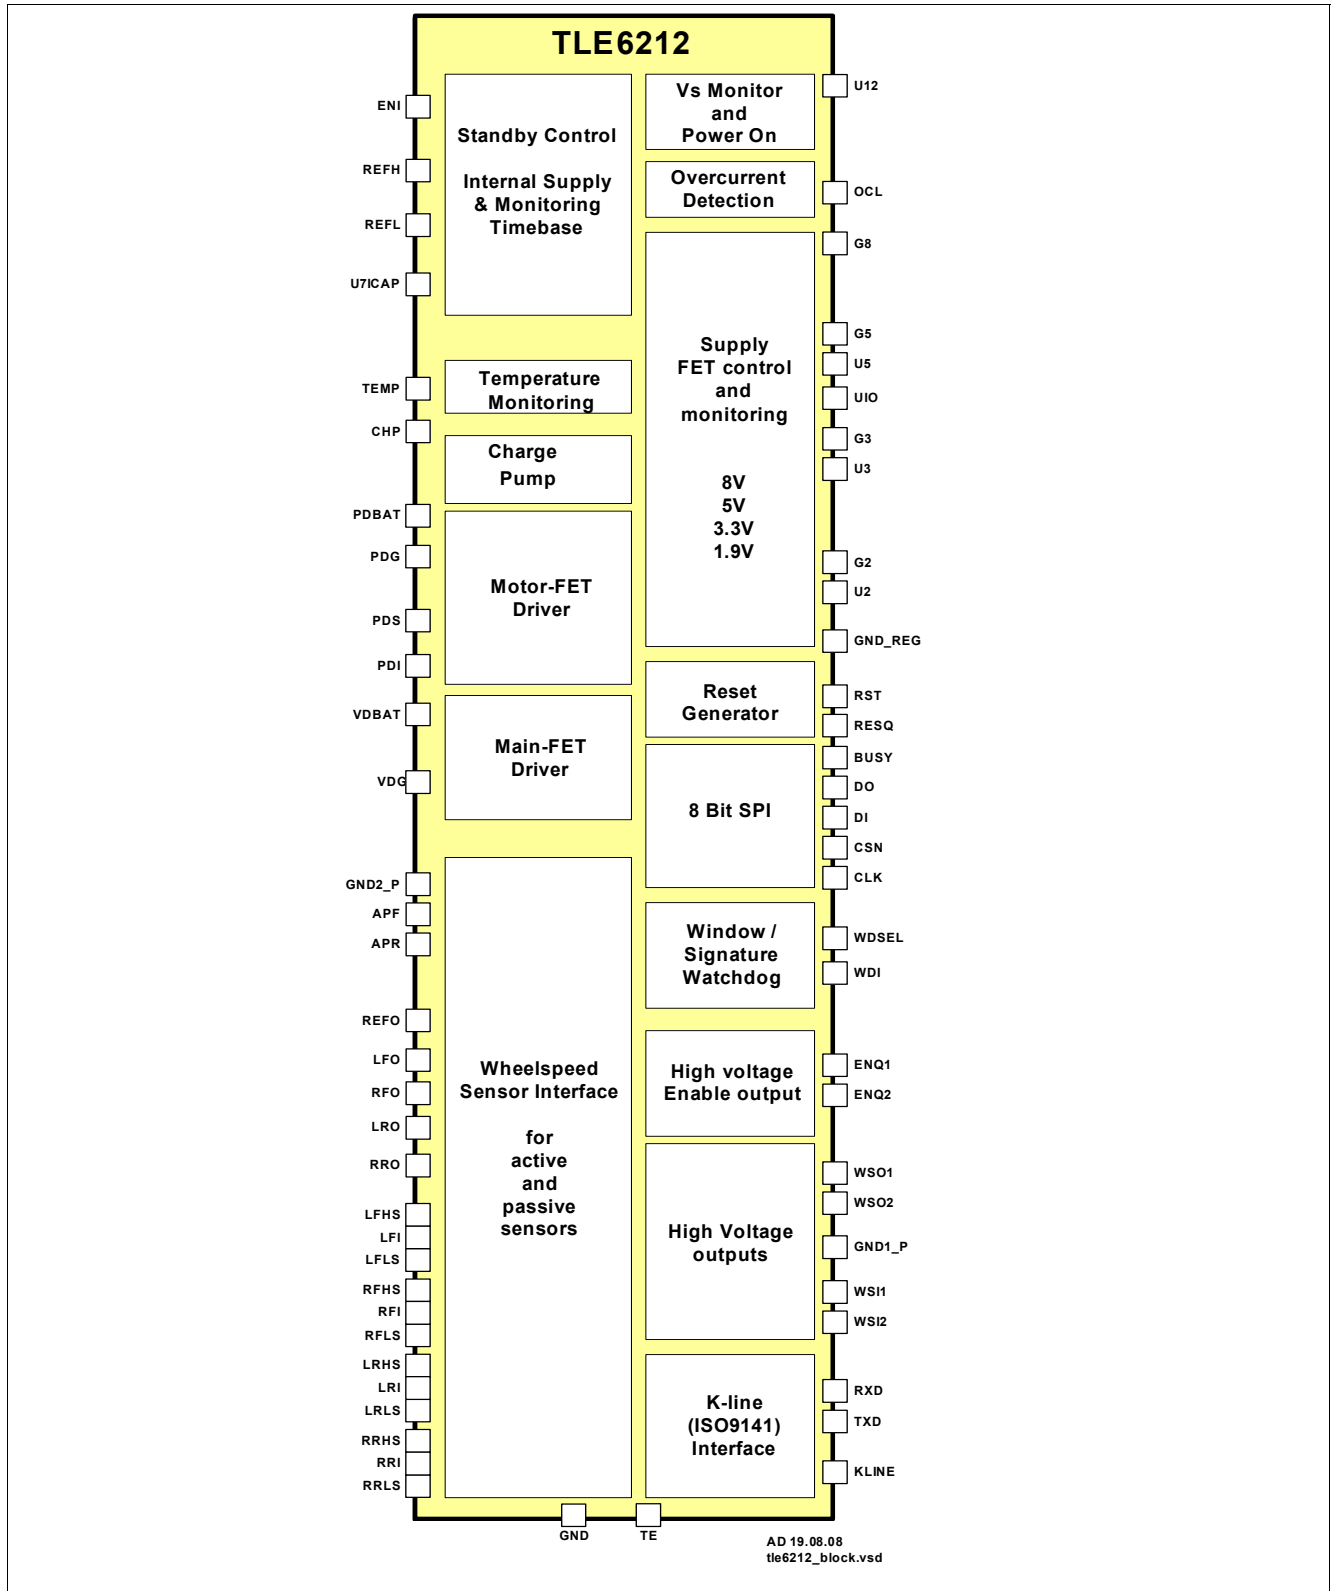 TLE6212
ENI
REFH
REFL
U7ICAP
TEMP
CHP
PDBAT
PDG
PDS
PDI
VDBAT
VDG
GND2_P
APF
APR
REFO
LFO
RFO
LRO
RRO
LFHS
LFI
LFLS
RFHS
RFI
RFLS
LRHS
LRI
LRLS
RRHS
RRI
RRLS
Standby Control
Internal Supply
& Monitoring
Timebase
Temperature
Monitoring
Charge
Pump
Motor-FET
Driver
Main-FET
Driver
Wheelspeed
Sensor Interface
for
active
and
passive
sensors
Vs Monitor
and
Power On
Overcurrent
Detection
Supply
FET control
and
monitoring
8V
5V
3.3V
1.9V
Reset
Generator
8 Bit SPI
Window /
Signature
Watchdog
High voltage
Enable output
High Voltage
outputs
K-line
(ISO9141)
Interface
U12
OCL
G8
G5
U5
UIO
G3
U3
G2
U2
GND_REG
RST
RESQ
BUSY
DO
DI
CSN
CLK
WDSEL
WDI
ENQ1
ENQ2
WSO1
WSO2
GND1_P
WSI1
WSI2
RXD
TXD
KLINE
GND
TE
AD 19.08.08
tle6212_block.vsd